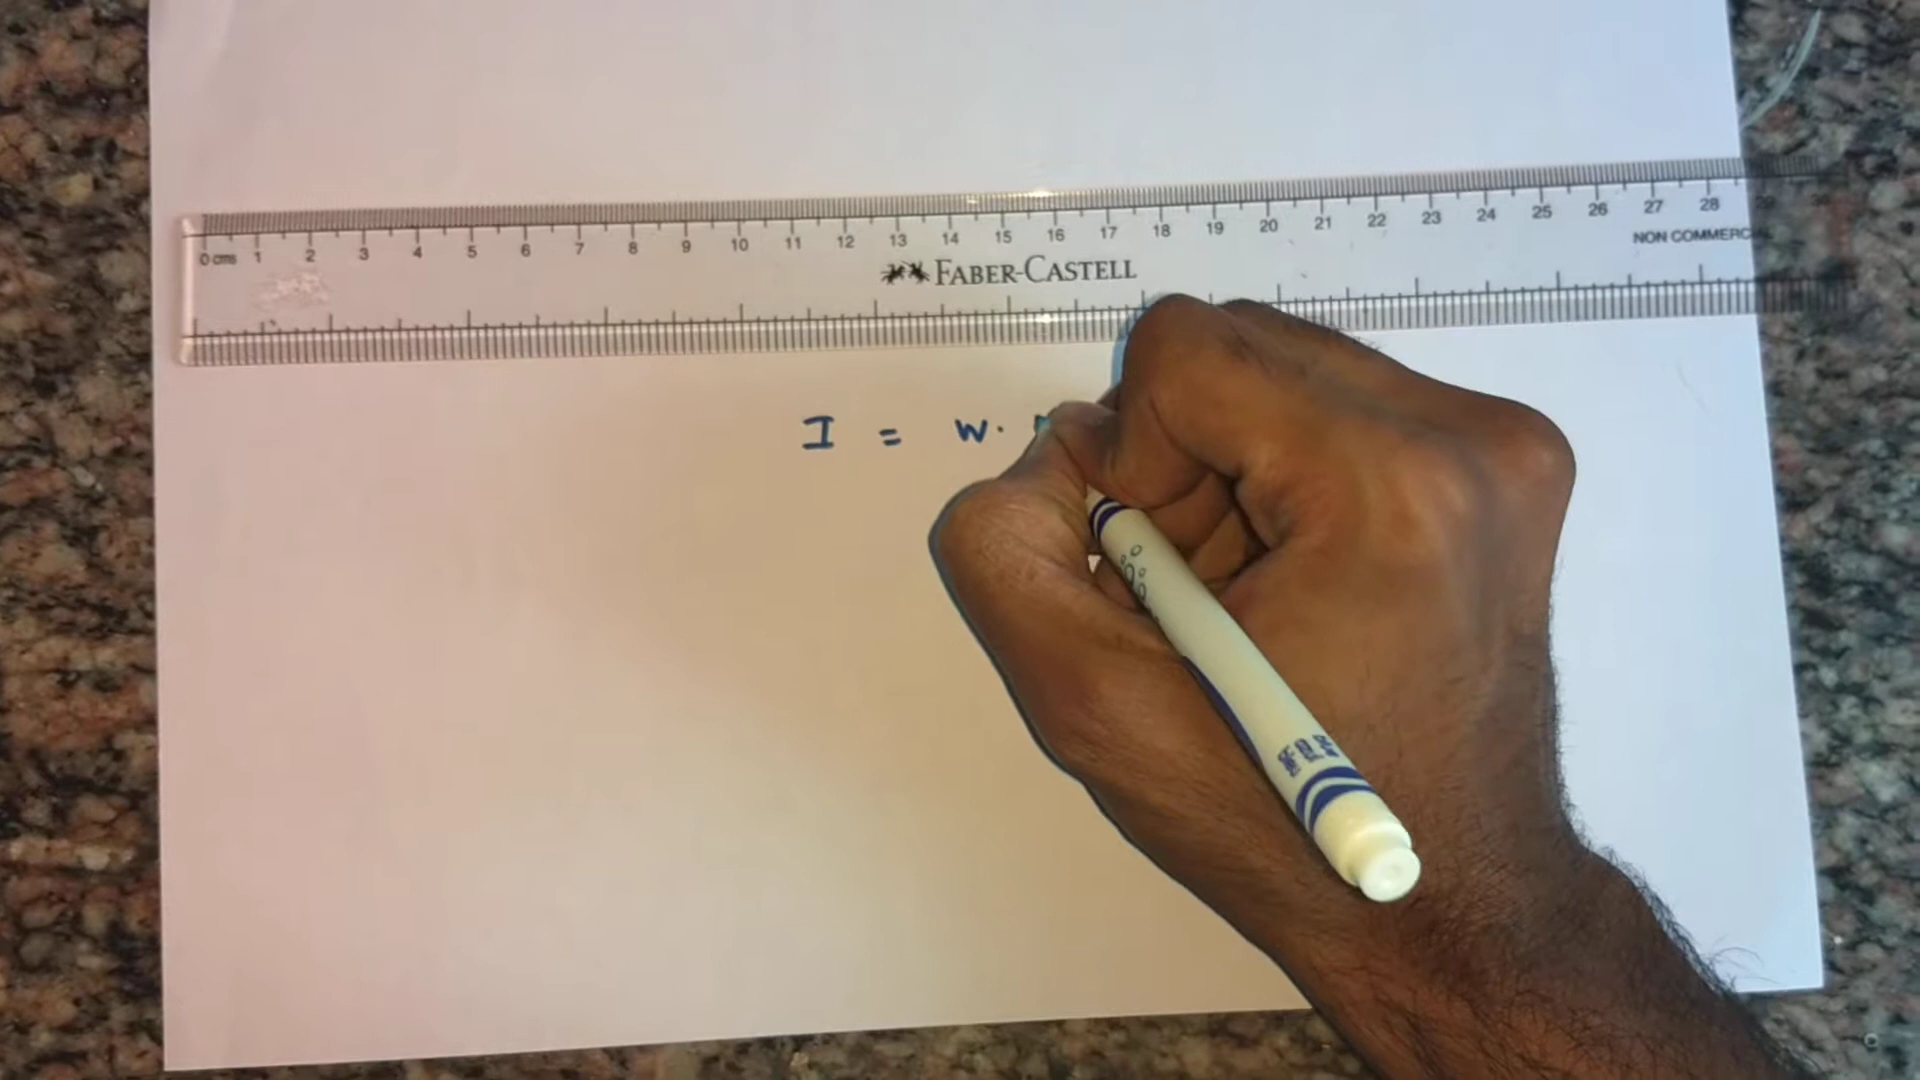 0 cms 1 2 3 4 5 6 7 8 9 10 11 12 13 14 15 16 17 18 19 20 21 22 23 24 25 26 27 28 29
NON COMMERCIAL
FABER-CASTELL
I = W.